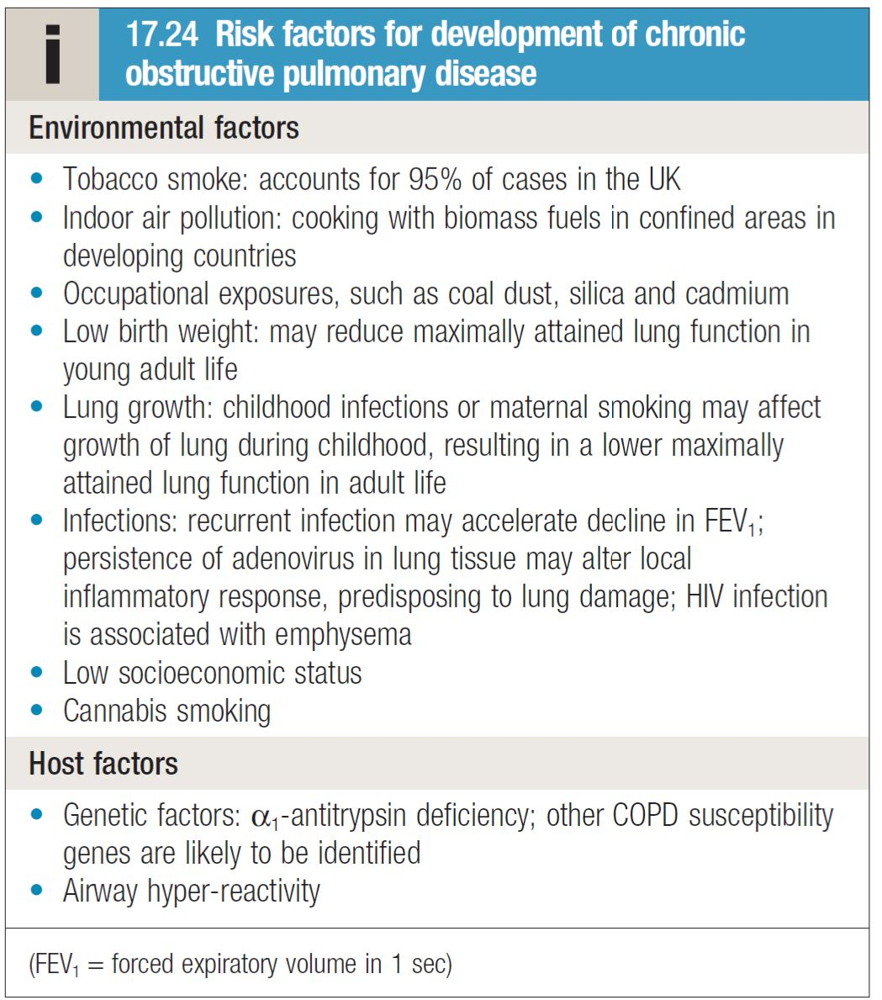 i
17.24 Risk factors for development of chronic
obstructive pulmonary disease
Environmental factors
• Tobacco smoke: accounts for 95% of cases in the UK
• Indoor air pollution: cooking with biomass fuels in confined areas in
developing countries
• Occupational exposures, such as coal dust, silica and cadmium
• Low birth weight: may reduce maximally attained lung function in
young adult life
• Lung growth: childhood infections or maternal smoking may affect
growth of lung during childhood, resulting in a lower maximally
attained lung function in adult life
• Infections: recurrent infection may accelerate decline in FEV₁;
persistence of adenovirus in lung tissue may alter local
inflammatory response, predisposing to lung damage; HIV infection
is associated with emphysema
• Low socioeconomic status
• Cannabis smoking
Host factors
• Genetic factors: α₁-antitrypsin deficiency; other COPD susceptibility
genes are likely to be identified
• Airway hyper-reactivity
(FEV₁ = forced expiratory volume in 1 sec)